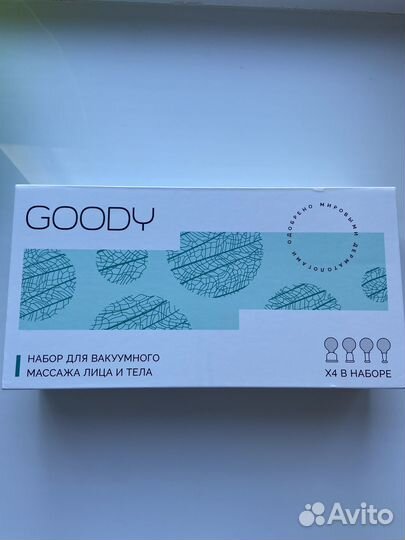 GOODY
ОДОБРЕНО МИРОВЫМИ ДЕРМАТОЛОГАМИ
НАБОР ДЛЯ ВАКУУМНОГО
МАССАЖА ЛИЦА И ТЕЛА
X4 В НАБОРЕ
Avito